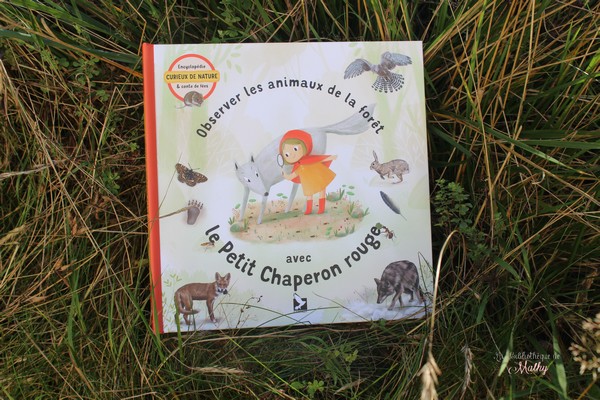 Encyclopédie
CURIEUX DE NATURE
& conte de fées
Observer les animaux de la forêt
avec
le Petit Chaperon rouge
La Bibliothèque de
Mathy